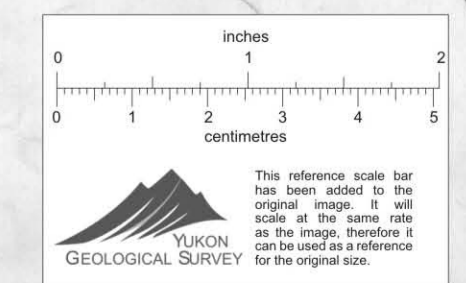 inches
0 1 2
0 1 2 3 4 5
centimetres
This reference scale bar
has been added to the
original image. It will
scale at the same rate
as the image, therefore it
can be used as a reference
for the original size.
YUKON
GEOLOGICAL SURVEY